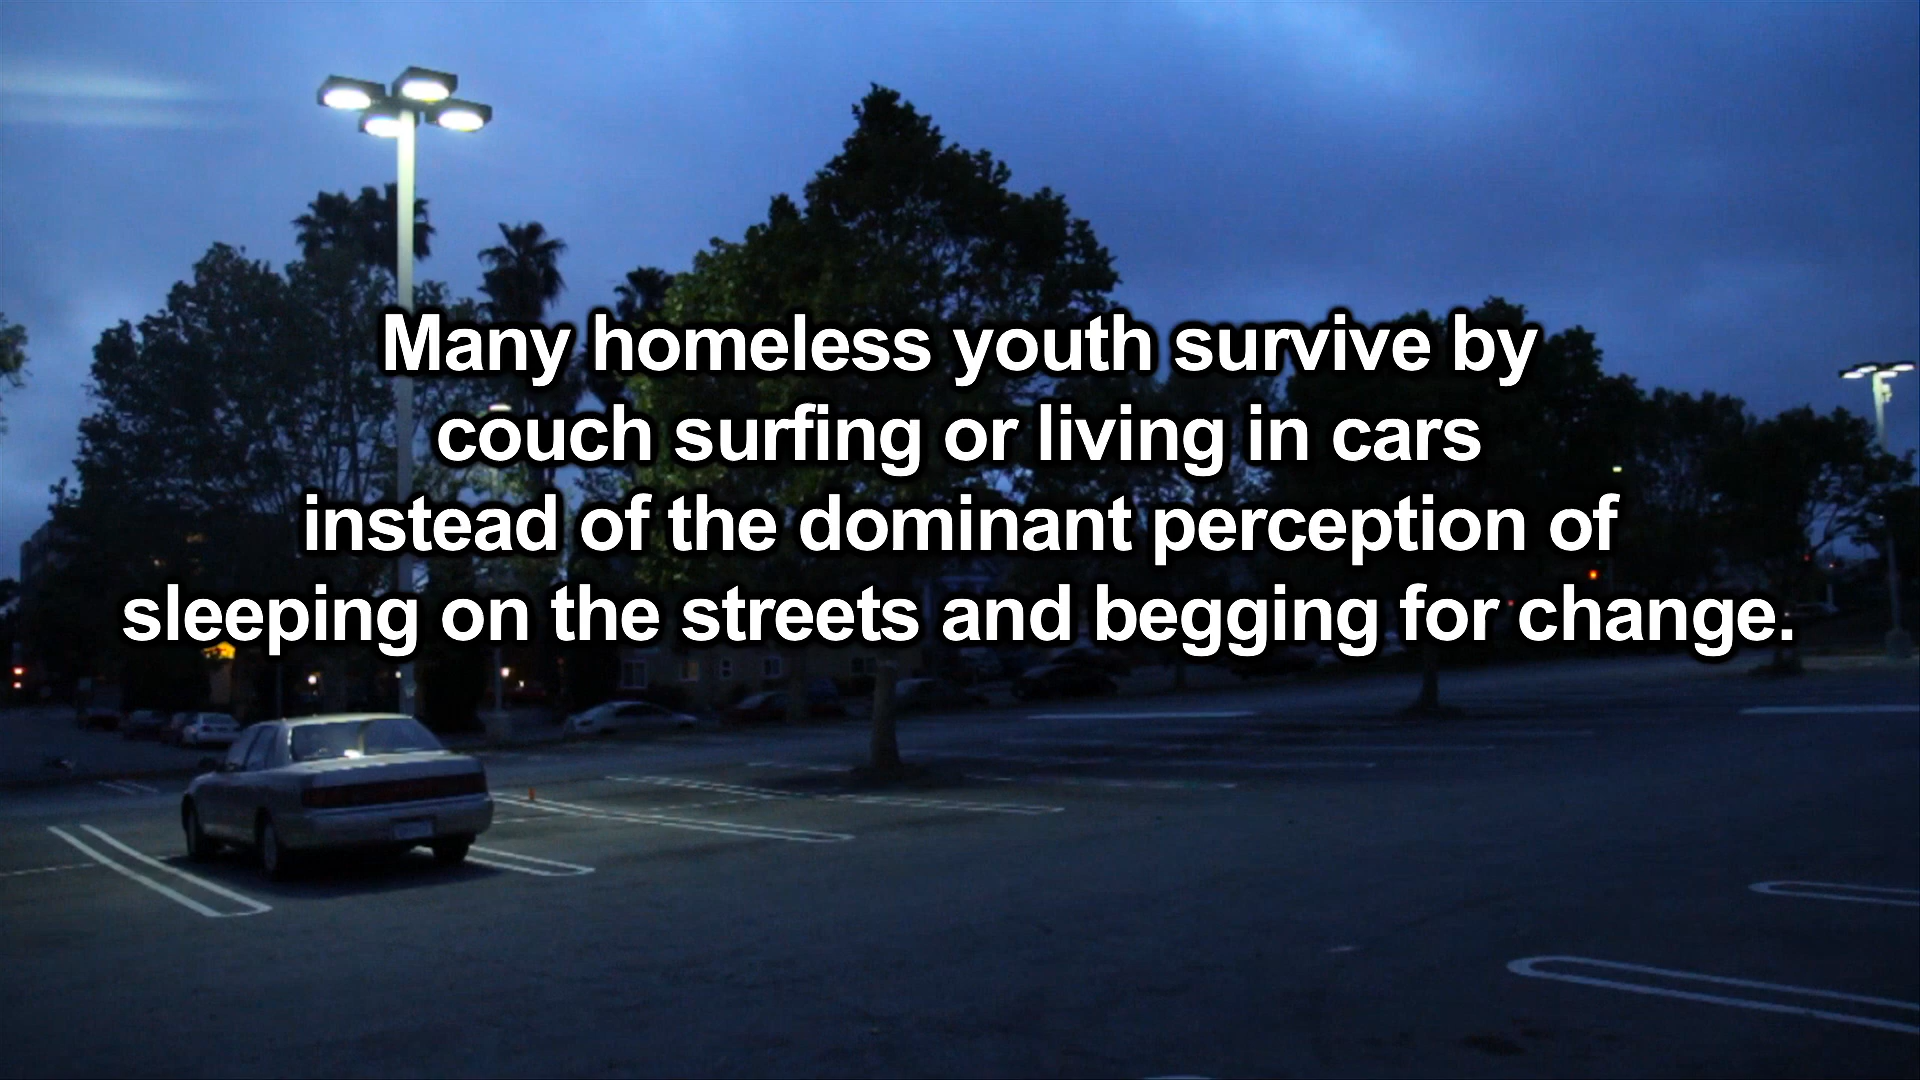 Many homeless youth survive by
couch surfing or living in cars
instead of the dominant perception of
sleeping on the streets and begging for change.